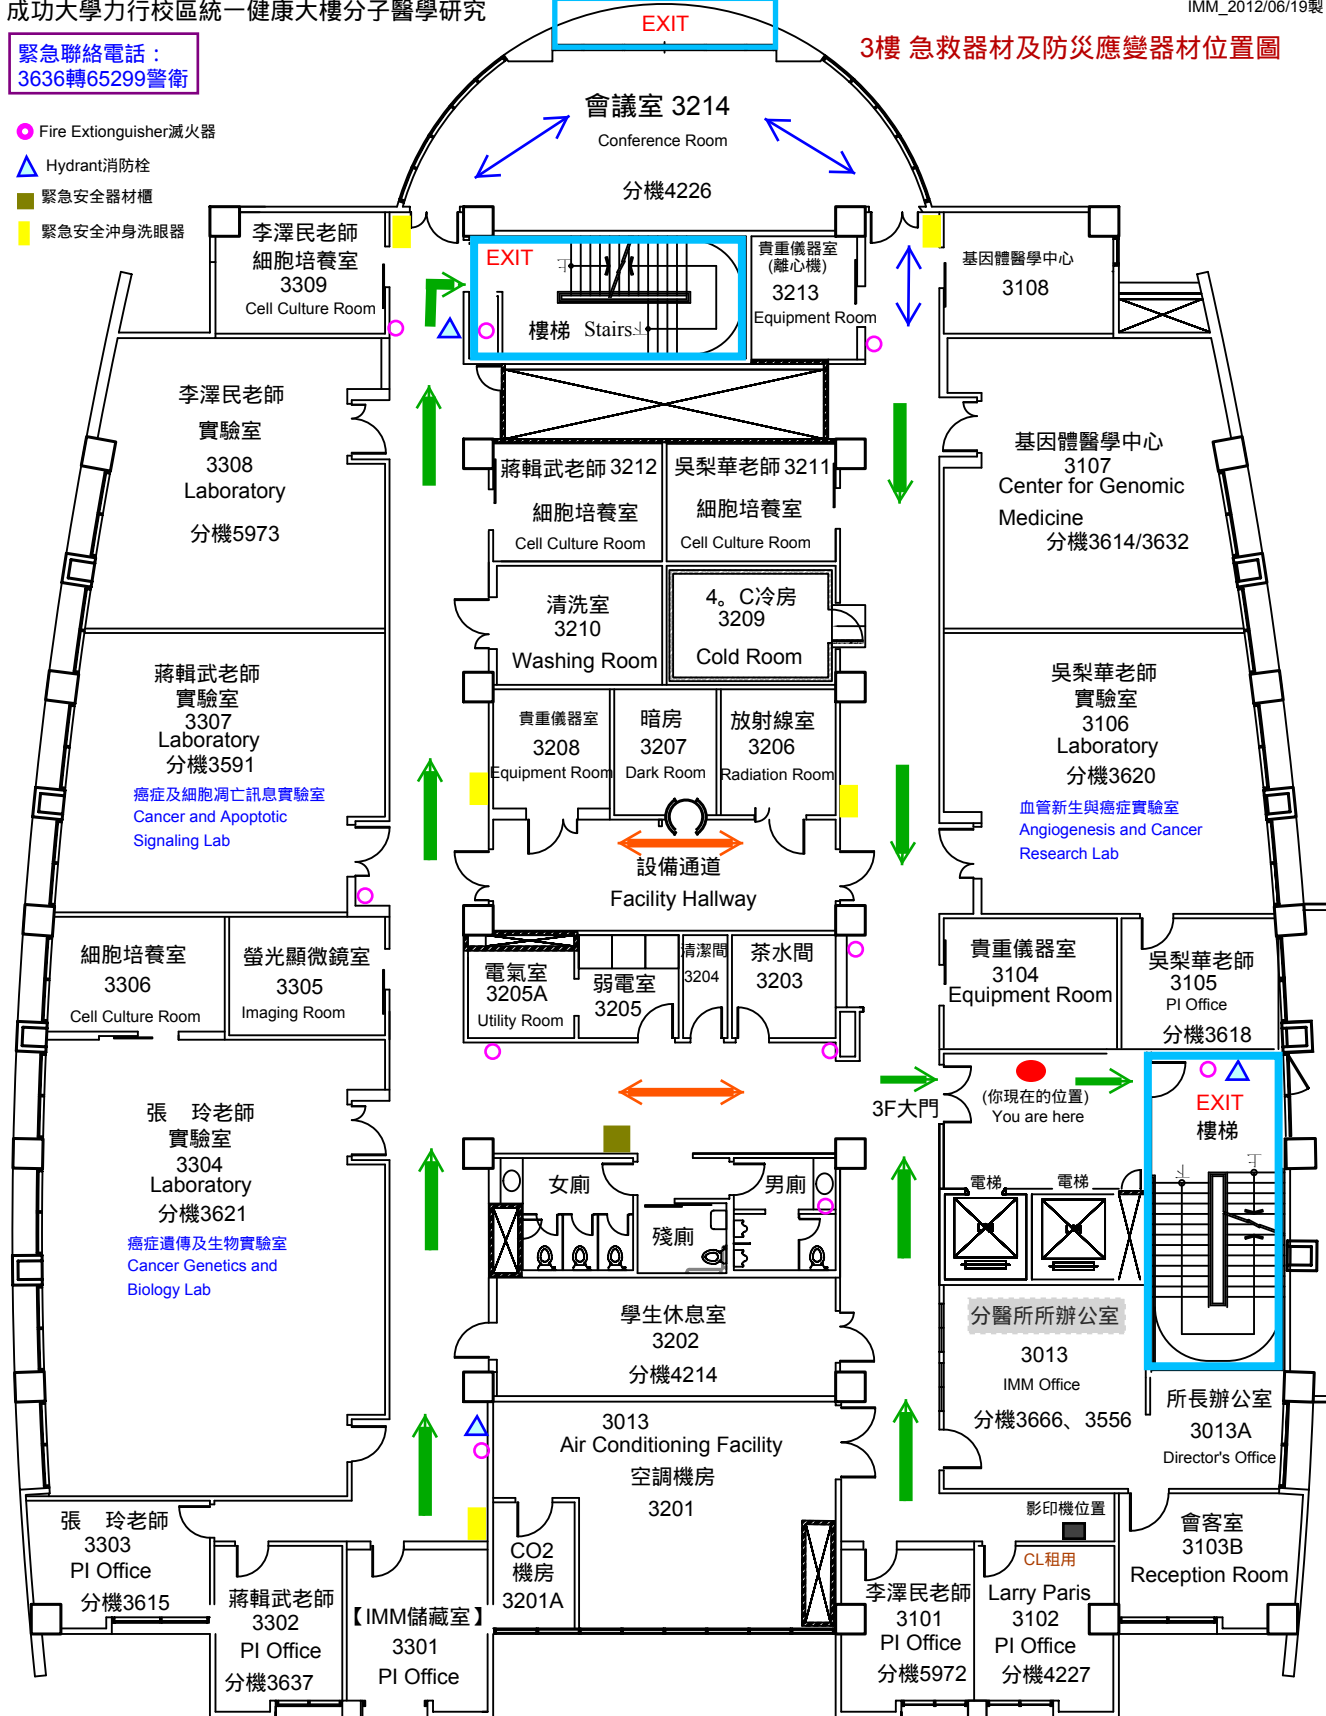 成功大學力行校區統一健康大樓分子醫學研究
IMM_2012/06/19製
3樓 急救器材及防災應變器材位置圖
緊急聯絡電話：
3636轉65299警衛
Fire Extionguisher滅火器
Hydrant消防栓
緊急安全器材櫃
緊急安全沖身洗眼器
EXIT
會議室 3214
Conference Room
分機4226
李澤民老師
細胞培養室
3309
Cell Culture Room
EXIT
樓梯 Stairs
貴重儀器室
(離心機)
3213
Equipment Room
基因體醫學中心
3108
李澤民老師
實驗室
3308
Laboratory
分機5973
蔣輯武老師 3212
細胞培養室
Cell Culture Room
吳梨華老師 3211
細胞培養室
Cell Culture Room
基因體醫學中心
3107
Center for Genomic
Medicine
分機3614/3632
清洗室
3210
Washing Room
4。C冷房
3209
Cold Room
蔣輯武老師
實驗室
3307
Laboratory
分機3591
癌症及細胞凋亡訊息實驗室
Cancer and Apoptotic
Signaling Lab
貴重儀器室
3208
Equipment Room
暗房
3207
Dark Room
放射線室
3206
Radiation Room
吳梨華老師
實驗室
3106
Laboratory
分機3620
血管新生與癌症實驗室
Angiogenesis and Cancer
Research Lab
設備通道
Facility Hallway
細胞培養室
3306
Cell Culture Room
螢光顯微鏡室
3305
Imaging Room
電氣室
3205A
Utility Room
弱電室
3205
清潔間
3204
茶水間
3203
貴重儀器室
3104
Equipment Room
吳梨華老師
3105
PI Office
分機3618
3F大門
(你現在的位置)
You are here
EXIT
樓梯
張 玲老師
實驗室
3304
Laboratory
分機3621
癌症遺傳及生物實驗室
Cancer Genetics and
Biology Lab
女廁
殘廁
男廁
電梯
電梯
學生休息室
3202
分機4214
分醫所所辦公室
3013
IMM Office
分機3666、3556
所長辦公室
3013A
Director's Office
3013
Air Conditioning Facility
空調機房
3201
CO2
機房
3201A
影印機位置
會客室
3103B
Reception Room
張 玲老師
3303
PI Office
分機3615
蔣輯武老師
3302
PI Office
分機3637
【IMM儲藏室】
3301
PI Office
李澤民老師
3101
PI Office
分機5972
CL租用
Larry Paris
3102
PI Office
分機4227